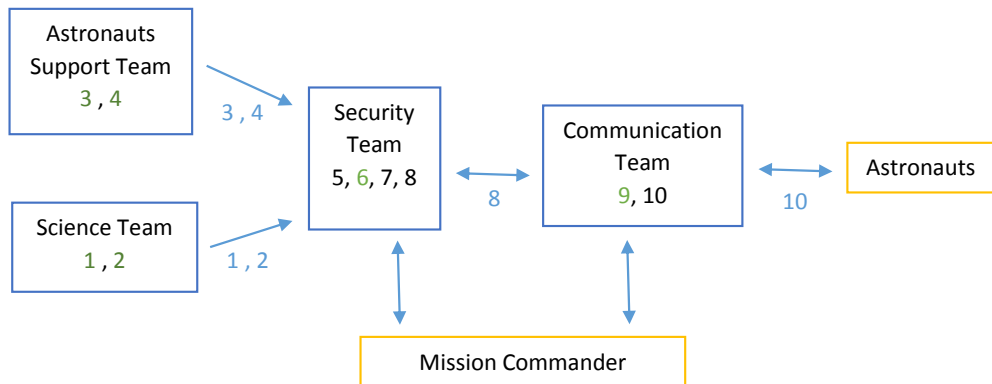 Astronauts
Support Team
3 , 4
3 , 4
Security
Team
5, 6, 7, 8
8
Communication
Team
9, 10
10
Astronauts
Science Team
1 , 2
1 , 2
Mission Commander